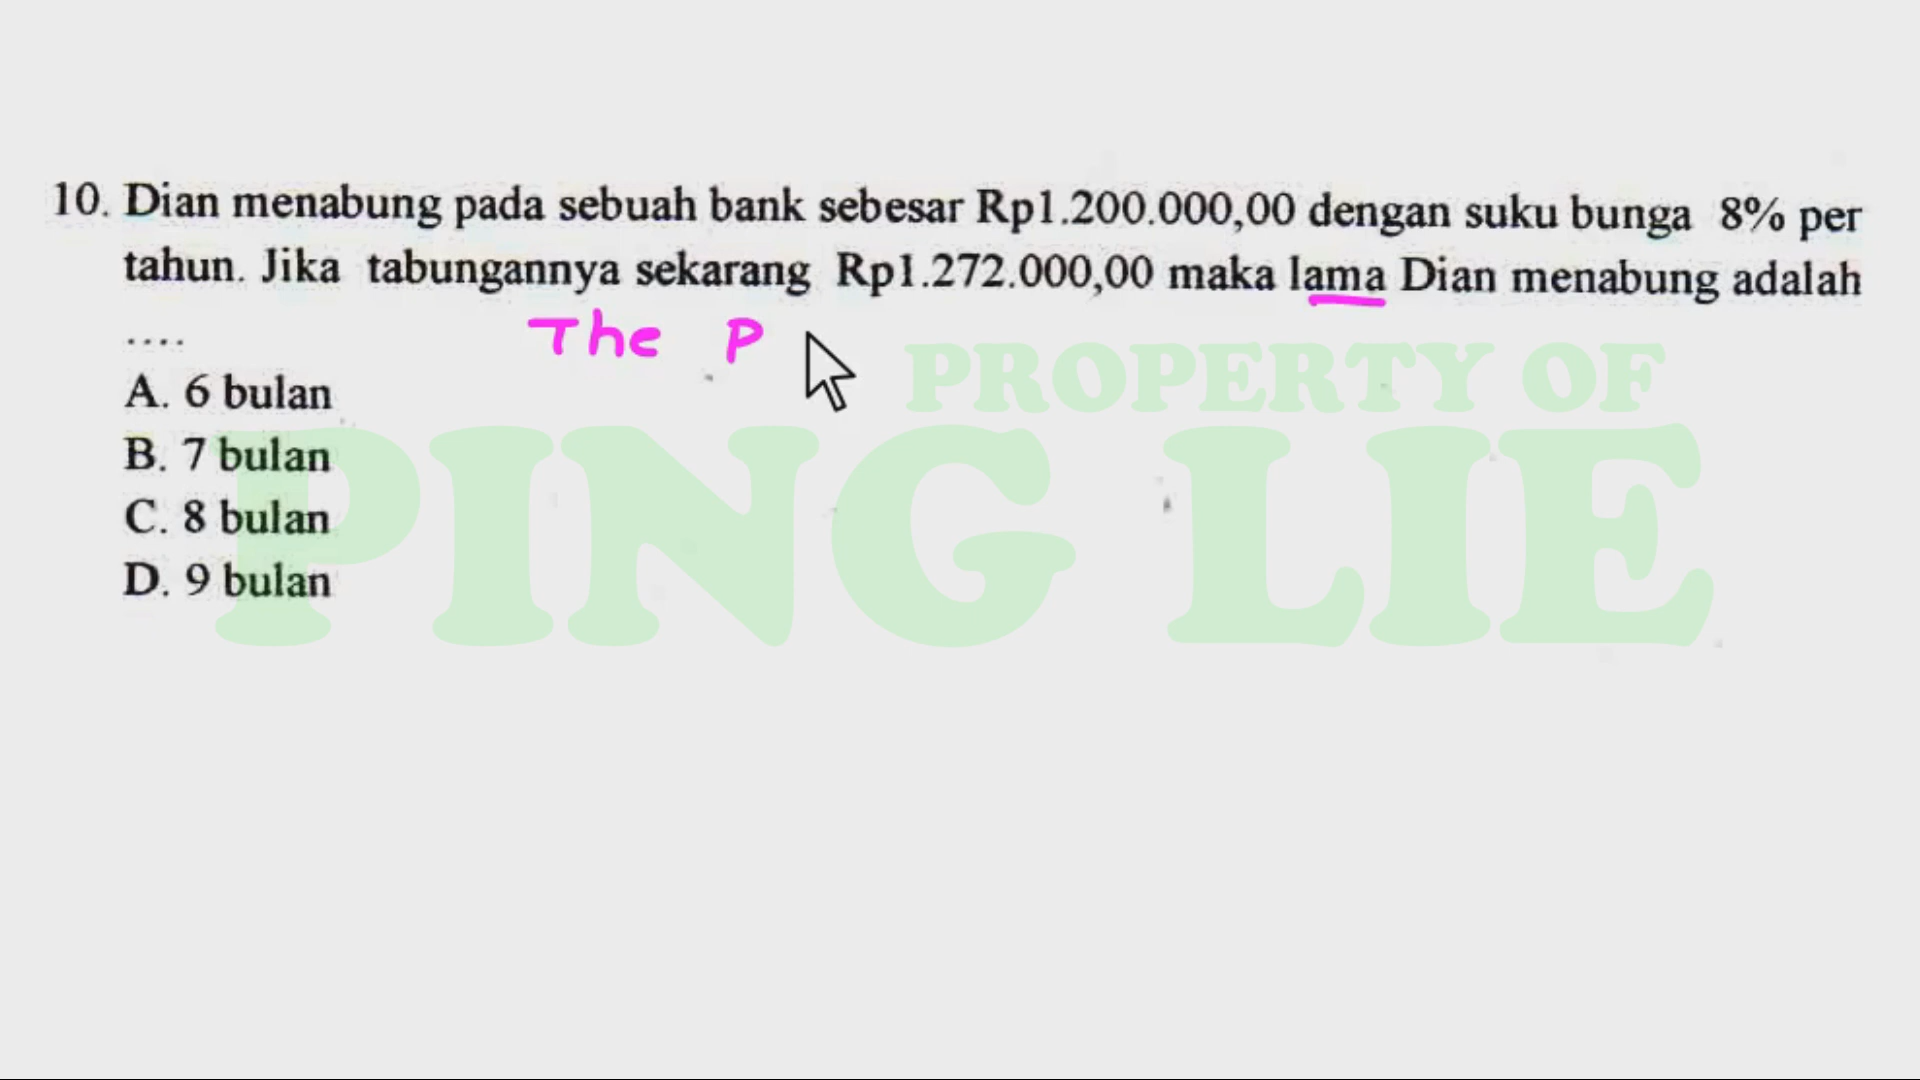 10. Dian menabung pada sebuah bank sebesar Rp1.200.000,00 dengan suku bunga 8% per
tahun. Jika tabungannya sekarang Rp1.272.000,00 maka lama Dian menabung adalah
....
The P
A. 6 bulan
B. 7 bulan
C. 8 bulan
D. 9 bulan
PROPERTY OF
PING LIE